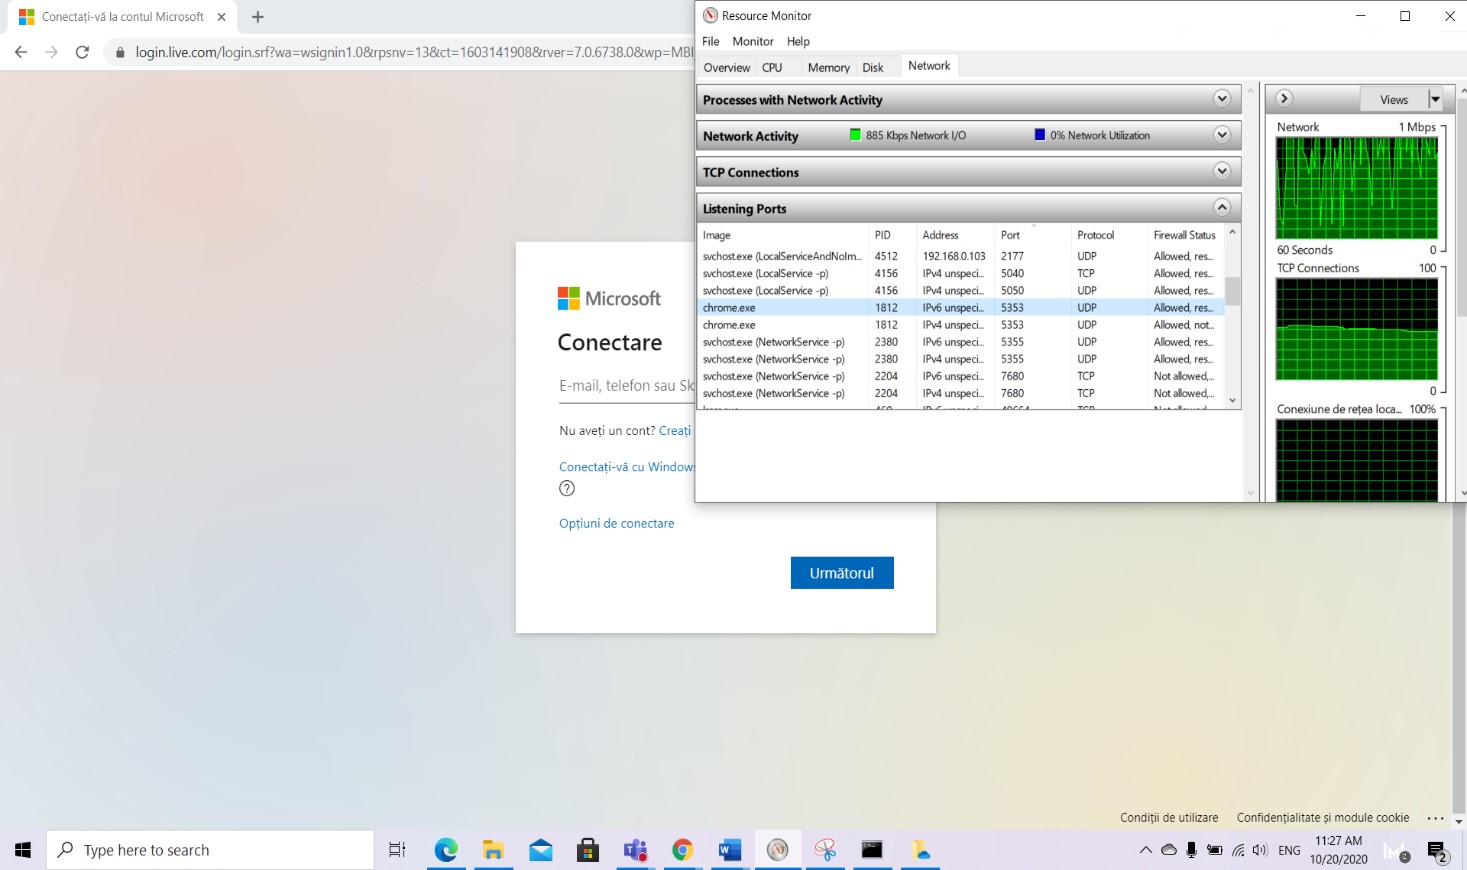 Conectați-vă la contul Microsoft
login.live.com/login.srf?wa=wsignin1.0&rpsnv=13&ct=1603141908&rver=7.0.6738.0&wp=MBI
Microsoft
Conectare
E-mail, telefon sau Sk
Nu aveți un cont? Creați
Conectați-vă cu Windows
?
Opțiuni de conectare
Următorul
Condiții de utilizare Confidențialitate și module cookie ...
Resource Monitor
File Monitor Help
Overview CPU Memory Disk Network
Processes with Network Activity
Network Activity 885 Kbps Network I/O 0% Network Utilization
TCP Connections
Listening Ports
Image PID Address Port Protocol Firewall Status
svchost.exe (LocalServiceAndNoIm... 4512 192.168.0.103 2177 UDP Allowed, res...
svchost.exe (LocalService -p) 4156 IPv4 unspeci... 5040 TCP Allowed, res...
svchost.exe (LocalService -p) 4156 IPv4 unspeci... 5050 UDP Allowed, res...
chrome.exe 1812 IPv6 unspeci... 5353 UDP Allowed, res...
chrome.exe 1812 IPv4 unspeci... 5353 UDP Allowed, not...
svchost.exe (NetworkService -p) 2380 IPv6 unspeci... 5355 UDP Allowed, res...
svchost.exe (NetworkService -p) 2380 IPv4 unspeci... 5355 UDP Allowed, res...
svchost.exe (NetworkService -p) 2204 IPv6 unspeci... 7680 TCP Not allowed,...
svchost.exe (NetworkService -p) 2204 IPv4 unspeci... 7680 TCP Not allowed,...
Views
Network 1 Mbps
60 Seconds 0
TCP Connections 100
0
Conexiune de rețea loca... 100%
Type here to search
ENG
11:27 AM
10/20/2020
2
2